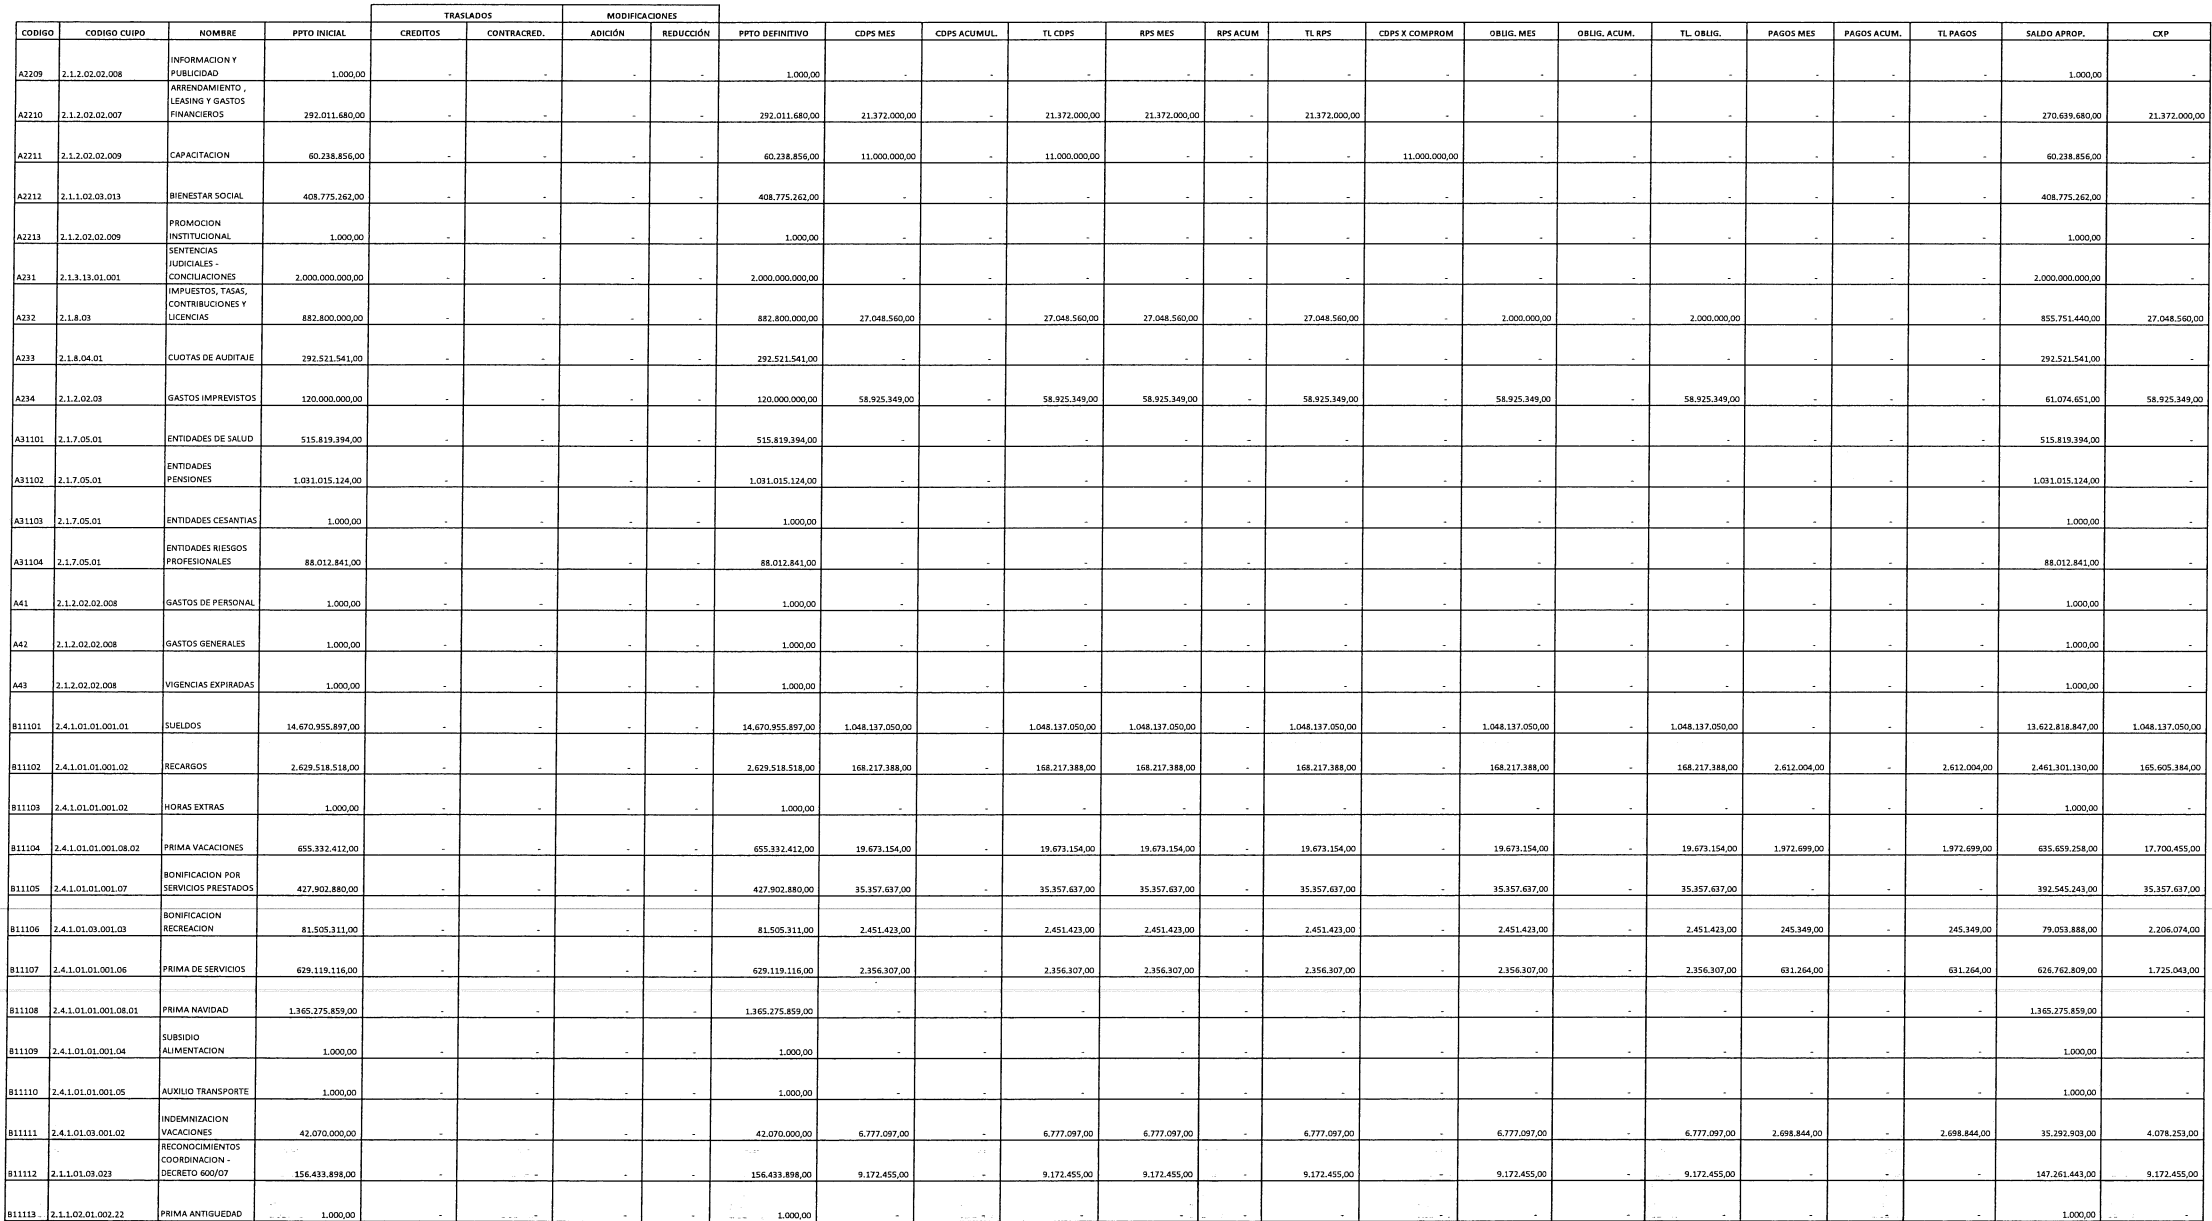 TRASLADOS MODIFICACIONES
CODIGO CODIGO CUIPO NOMBRE PPTO INICIAL CREDITOS CONTRACRED. ADICIÓN REDUCCIÓN PPTO DEFINITIVO CDPS MES CDPS ACUMUL. TL CDPS RPS MES RPS ACUM TL RPS CDPS X COMPROM OBLIG. MES OBLIG. ACUM. TL. OBLIG. PAGOS MES PAGOS ACUM. TL PAGOS SALDO APROP. CXP
INFORMACION Y
A2209 2.1.2.02.02.008 PUBLICIDAD 1.000,00 - - - - 1.000,00 - - - - - - - - - - - - - 1.000,00 -
ARRENDAMIENTO ,
LEASING Y GASTOS
A2210 2.1.2.02.02.007 FINANCIEROS 292.011.680,00 - - - - 292.011.680,00 21.372.000,00 - 21.372.000,00 21.372.000,00 - 21.372.000,00 - - - - - - - 270.639.680,00 21.372.000,00
A2211 2.1.2.02.02.009 CAPACITACION 60.238.856,00 - - - - 60.238.856,00 11.000.000,00 - 11.000.000,00 - - - 11.000.000,00 - - - - - - 60.238.856,00 -
A2212 2.1.1.02.03.013 BIENESTAR SOCIAL 408.775.262,00 - - - - 408.775.262,00 - - - - - - - - - - - - - 408.775.262,00 -
PROMOCION
A2213 2.1.2.02.02.009 INSTITUCIONAL 1.000,00 - - - - 1.000,00 - - - - - - - - - - - - - 1.000,00 -
SENTENCIAS
JUDICIALES -
A231 2.1.3.13.01.001 CONCILIACIONES 2.000.000.000,00 - - - - 2.000.000.000,00 - - - - - - - - - - - - - 2.000.000.000,00 -
IMPUESTOS, TASAS,
CONTRIBUCIONES Y
A232 2.1.8.03 LICENCIAS 882.800.000,00 - - - - 882.800.000,00 27.048.560,00 - 27.048.560,00 27.048.560,00 - 27.048.560,00 - 2.000.000,00 - 2.000.000,00 - - - 855.751.440,00 27.048.560,00
A233 2.1.8.04.01 CUOTAS DE AUDITAJE 292.521.541,00 - - - - 292.521.541,00 - - - - - - - - - - - - - 292.521.541,00 -
A234 2.1.2.02.03 GASTOS IMPREVISTOS 120.000.000,00 - - - - 120.000.000,00 58.925.349,00 - 58.925.349,00 58.925.349,00 - 58.925.349,00 - 58.925.349,00 - 58.925.349,00 - - - 61.074.651,00 58.925.349,00
A31101 2.1.7.05.01 ENTIDADES DE SALUD 515.819.394,00 - - - - 515.819.394,00 - - - - - - - - - - - - - 515.819.394,00 -
ENTIDADES
A31102 2.1.7.05.01 PENSIONES 1.031.015.124,00 - - - - 1.031.015.124,00 - - - - - - - - - - - - - 1.031.015.124,00 -
A31103 2.1.7.05.01 ENTIDADES CESANTIAS 1.000,00 - - - - 1.000,00 - - - - - - - - - - - - - 1.000,00 -
ENTIDADES RIESGOS
A31104 2.1.7.05.01 PROFESIONALES 88.012.841,00 - - - - 88.012.841,00 - - - - - - - - - - - - - 88.012.841,00 -
A41 2.1.2.02.02.008 GASTOS DE PERSONAL 1.000,00 - - - - 1.000,00 - - - - - - - - - - - - - 1.000,00 -
A42 2.1.2.02.02.008 GASTOS GENERALES 1.000,00 - - - - 1.000,00 - - - - - - - - - - - - - 1.000,00 -
A43 2.1.2.02.02.008 VIGENCIAS EXPIRADAS 1.000,00 - - - - 1.000,00 - - - - - - - - - - - - - 1.000,00 -
B11101 2.4.1.01.01.001.01 SUELDOS 14.670.955.897,00 - - - - 14.670.955.897,00 1.048.137.050,00 - 1.048.137.050,00 1.048.137.050,00 - 1.048.137.050,00 - 1.048.137.050,00 - 1.048.137.050,00 - - - 13.622.818.847,00 1.048.137.050,00
B11102 2.4.1.01.01.001.02 RECARGOS 2.629.518.518,00 - - - - 2.629.518.518,00 168.217.388,00 - 168.217.388,00 168.217.388,00 - 168.217.388,00 - 168.217.388,00 - 168.217.388,00 2.612.004,00 - 2.612.004,00 2.461.301.130,00 165.605.384,00
B11103 2.4.1.01.01.001.02 HORAS EXTRAS 1.000,00 - - - - 1.000,00 - - - - - - - - - - - - - 1.000,00 -
B11104 2.4.1.01.01.001.08.02 PRIMA VACACIONES 655.332.412,00 - - - - 655.332.412,00 19.673.154,00 - 19.673.154,00 19.673.154,00 - 19.673.154,00 - 19.673.154,00 - 19.673.154,00 1.972.699,00 - 1.972.699,00 635.659.258,00 17.700.455,00
BONIFICACION POR
B11105 2.4.1.01.01.001.07 SERVICIOS PRESTADOS 427.902.880,00 - - - - 427.902.880,00 35.357.637,00 - 35.357.637,00 35.357.637,00 - 35.357.637,00 - 35.357.637,00 - 35.357.637,00 - - - 392.545.243,00 35.357.637,00
BONIFICACION
B11106 2.4.1.01.03.001.03 RECREACION 81.505.311,00 - - - - 81.505.311,00 2.451.423,00 - 2.451.423,00 2.451.423,00 - 2.451.423,00 - 2.451.423,00 - 2.451.423,00 245.349,00 - 245.349,00 79.053.888,00 2.206.074,00
B11107 2.4.1.01.01.001.06 PRIMA DE SERVICIOS 629.119.116,00 - - - - 629.119.116,00 2.356.307,00 - 2.356.307,00 2.356.307,00 - 2.356.307,00 - 2.356.307,00 - 2.356.307,00 631.264,00 - 631.264,00 626.762.809,00 1.725.043,00
B11108 2.4.1.01.01.001.08.01 PRIMA NAVIDAD 1.365.275.859,00 - - - - 1.365.275.859,00 - - - - - - - - - - - - - 1.365.275.859,00 -
SUBSIDIO
B11109 2.4.1.01.01.001.04 ALIMENTACION 1.000,00 - - - - 1.000,00 - - - - - - - - - - - - - 1.000,00 -
B11110 2.4.1.01.01.001.05 AUXILIO TRANSPORTE 1.000,00 - - - - 1.000,00 - - - - - - - - - - - - - 1.000,00 -
INDEMNIZACION
B11111 2.4.1.01.03.001.02 VACACIONES 42.070.000,00 - - - - 42.070.000,00 6.777.097,00 - 6.777.097,00 6.777.097,00 - 6.777.097,00 - 6.777.097,00 - 6.777.097,00 2.698.844,00 - 2.698.844,00 35.292.903,00 4.078.253,00
RECONOCIMIENTOS
COORDINACION -
B11112 2.1.1.01.03.023 DECRETO 600/07 156.433.898,00 - - - - 156.433.898,00 9.172.455,00 - 9.172.455,00 9.172.455,00 - 9.172.455,00 - 9.172.455,00 - 9.172.455,00 - - - 147.261.443,00 9.172.455,00
B11113 2.1.1.02.01.002.22 PRIMA ANTIGUEDAD 1.000,00 - - - - 1.000,00 - - - - - - - - - - - - - 1.000,00 -